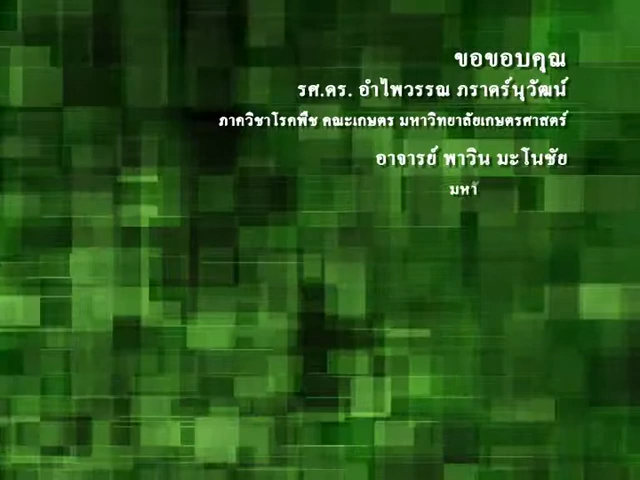 ขอขอบคุณ
รศ.ดร. อำไพวรรณ ภราดร์นุวัฒน์
ภาควิชาโรคพืช คณะเกษตร มหาวิทยาลัยเกษตรศาสตร์
อาจารย์ พาวิน มะโนชัย
มหา